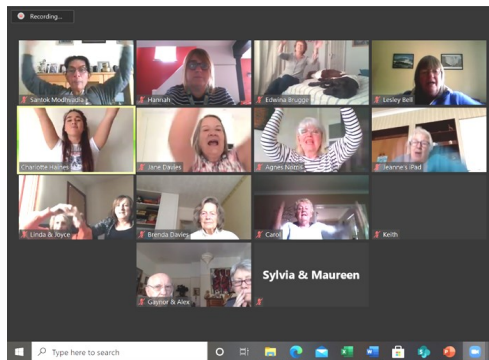 Recording...
Santok Modhvadia
Hannah
Edwina Brugge
Lesley Bell
Charlotte Haines
Jane Davies
Agnes Norris
Jeanne's iPad
Linda & Joyce
Brenda Davies
Carol
Keith
Gaynor & Alex
Sylvia & Maureen
Type here to search